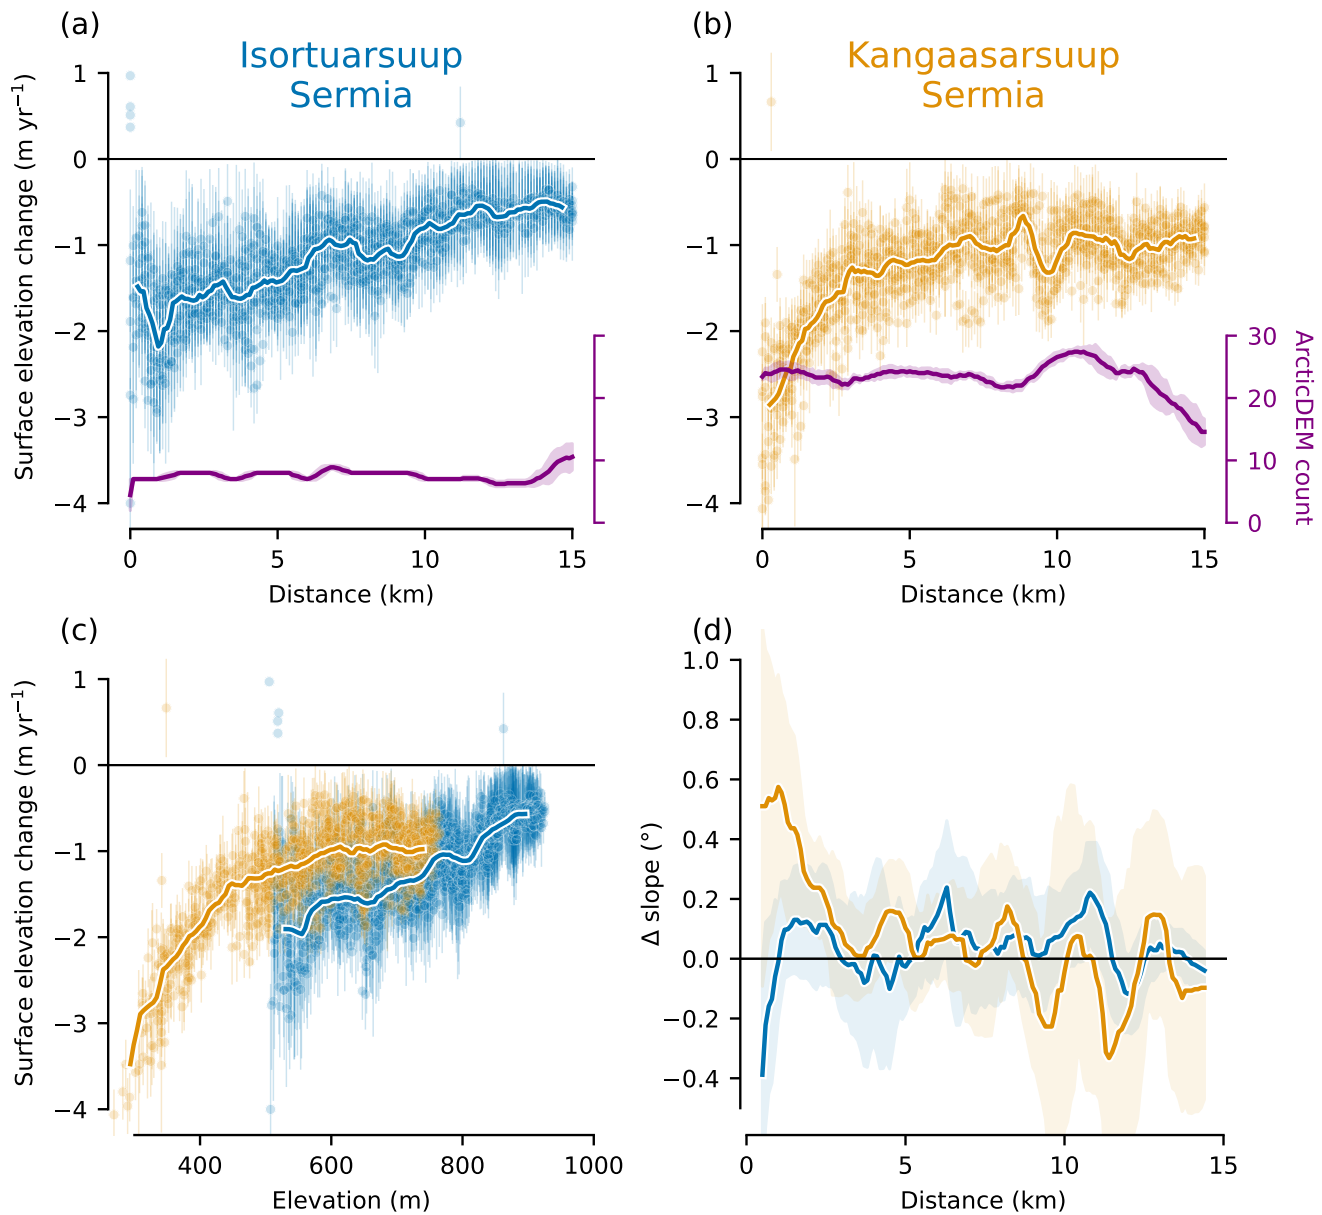 (a)
Isortuarsuup
Sermia
Surface elevation change (m yr⁻¹)
1
0
−1
−2
−3
−4
0
5
10
15
Distance (km)
(b)
Kangaasarsuup
Sermia
1
0
−1
−2
−3
−4
0
5
10
15
Distance (km)
30
20
10
0
ArcticDEM count
(c)
Surface elevation change (m yr⁻¹)
1
0
−1
−2
−3
−4
400
600
800
1000
Elevation (m)
(d)
Δ slope (°)
1.0
0.8
0.6
0.4
0.2
0.0
−0.2
−0.4
0
5
10
15
Distance (km)